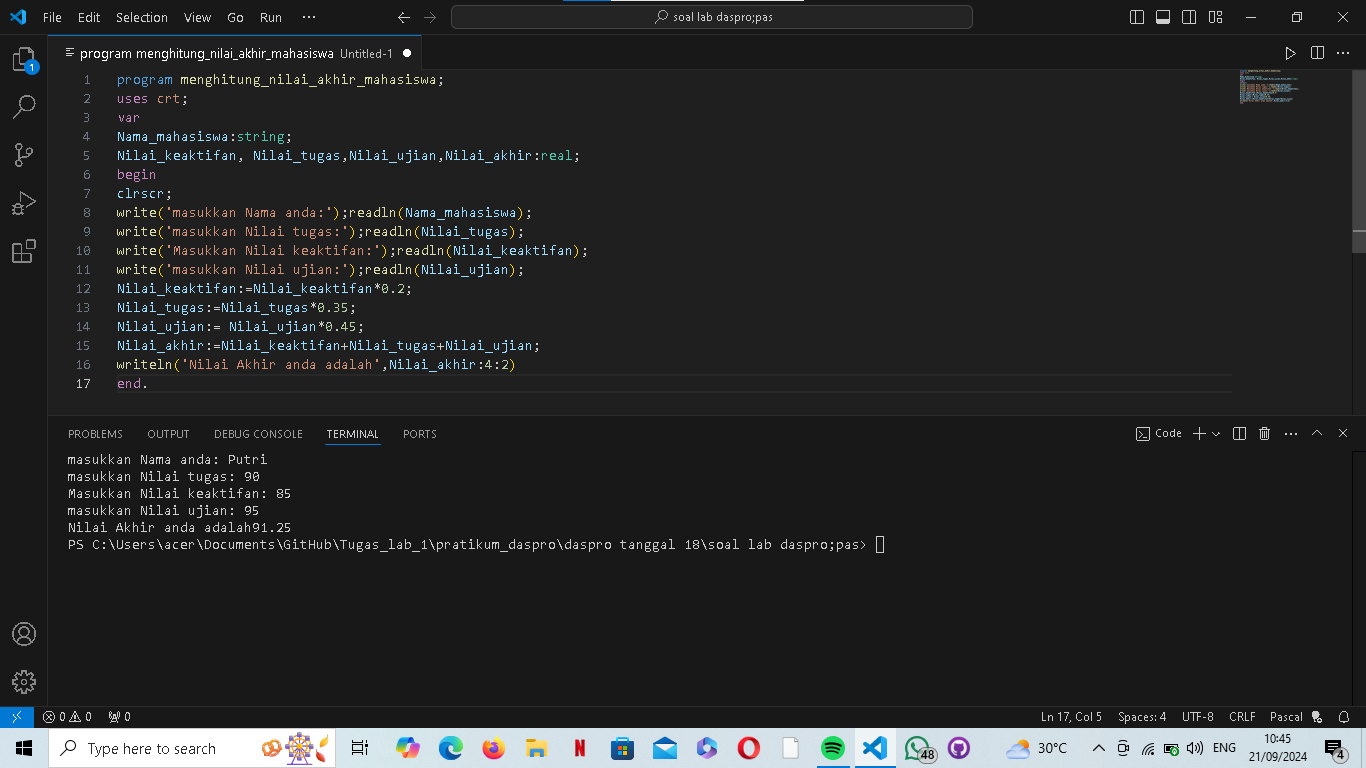 File Edit Selection View Go Run ···
soal lab daspro;pas
program menghitung_nilai_akhir_mahasiswa Untitled-1
1
1 program menghitung_nilai_akhir_mahasiswa;
2 uses crt;
3 var
4 Nama_mahasiswa:string;
5 Nilai_keaktifan, Nilai_tugas,Nilai_ujian,Nilai_akhir:real;
6 begin
7 clrscr;
8 write('masukkan Nama anda:');readln(Nama_mahasiswa);
9 write('masukkan Nilai tugas:');readln(Nilai_tugas);
10 write('Masukkan Nilai keaktifan:');readln(Nilai_keaktifan);
11 write('masukkan Nilai ujian:');readln(Nilai_ujian);
12 Nilai_keaktifan:=Nilai_keaktifan*0.2;
13 Nilai_tugas:=Nilai_tugas*0.35;
14 Nilai_ujian:= Nilai_ujian*0.45;
15 Nilai_akhir:=Nilai_keaktifan+Nilai_tugas+Nilai_ujian;
16 writeln('Nilai Akhir anda adalah',Nilai_akhir:4:2)
17 end.
PROBLEMS OUTPUT DEBUG CONSOLE TERMINAL PORTS
Code
masukkan Nama anda: Putri
masukkan Nilai tugas: 90
Masukkan Nilai keaktifan: 85
masukkan Nilai ujian: 95
Nilai Akhir anda adalah91.25
PS C:\Users\acer\Documents\GitHub\Tugas_lab_1\pratikum_daspro\daspro tanggal 18\soal lab daspro;pas>
0 0 0
Ln 17, Col 5 Spaces: 4 UTF-8 CRLF Pascal
Type here to search
N
48
30°C
ENG
10:45
21/09/2024
4